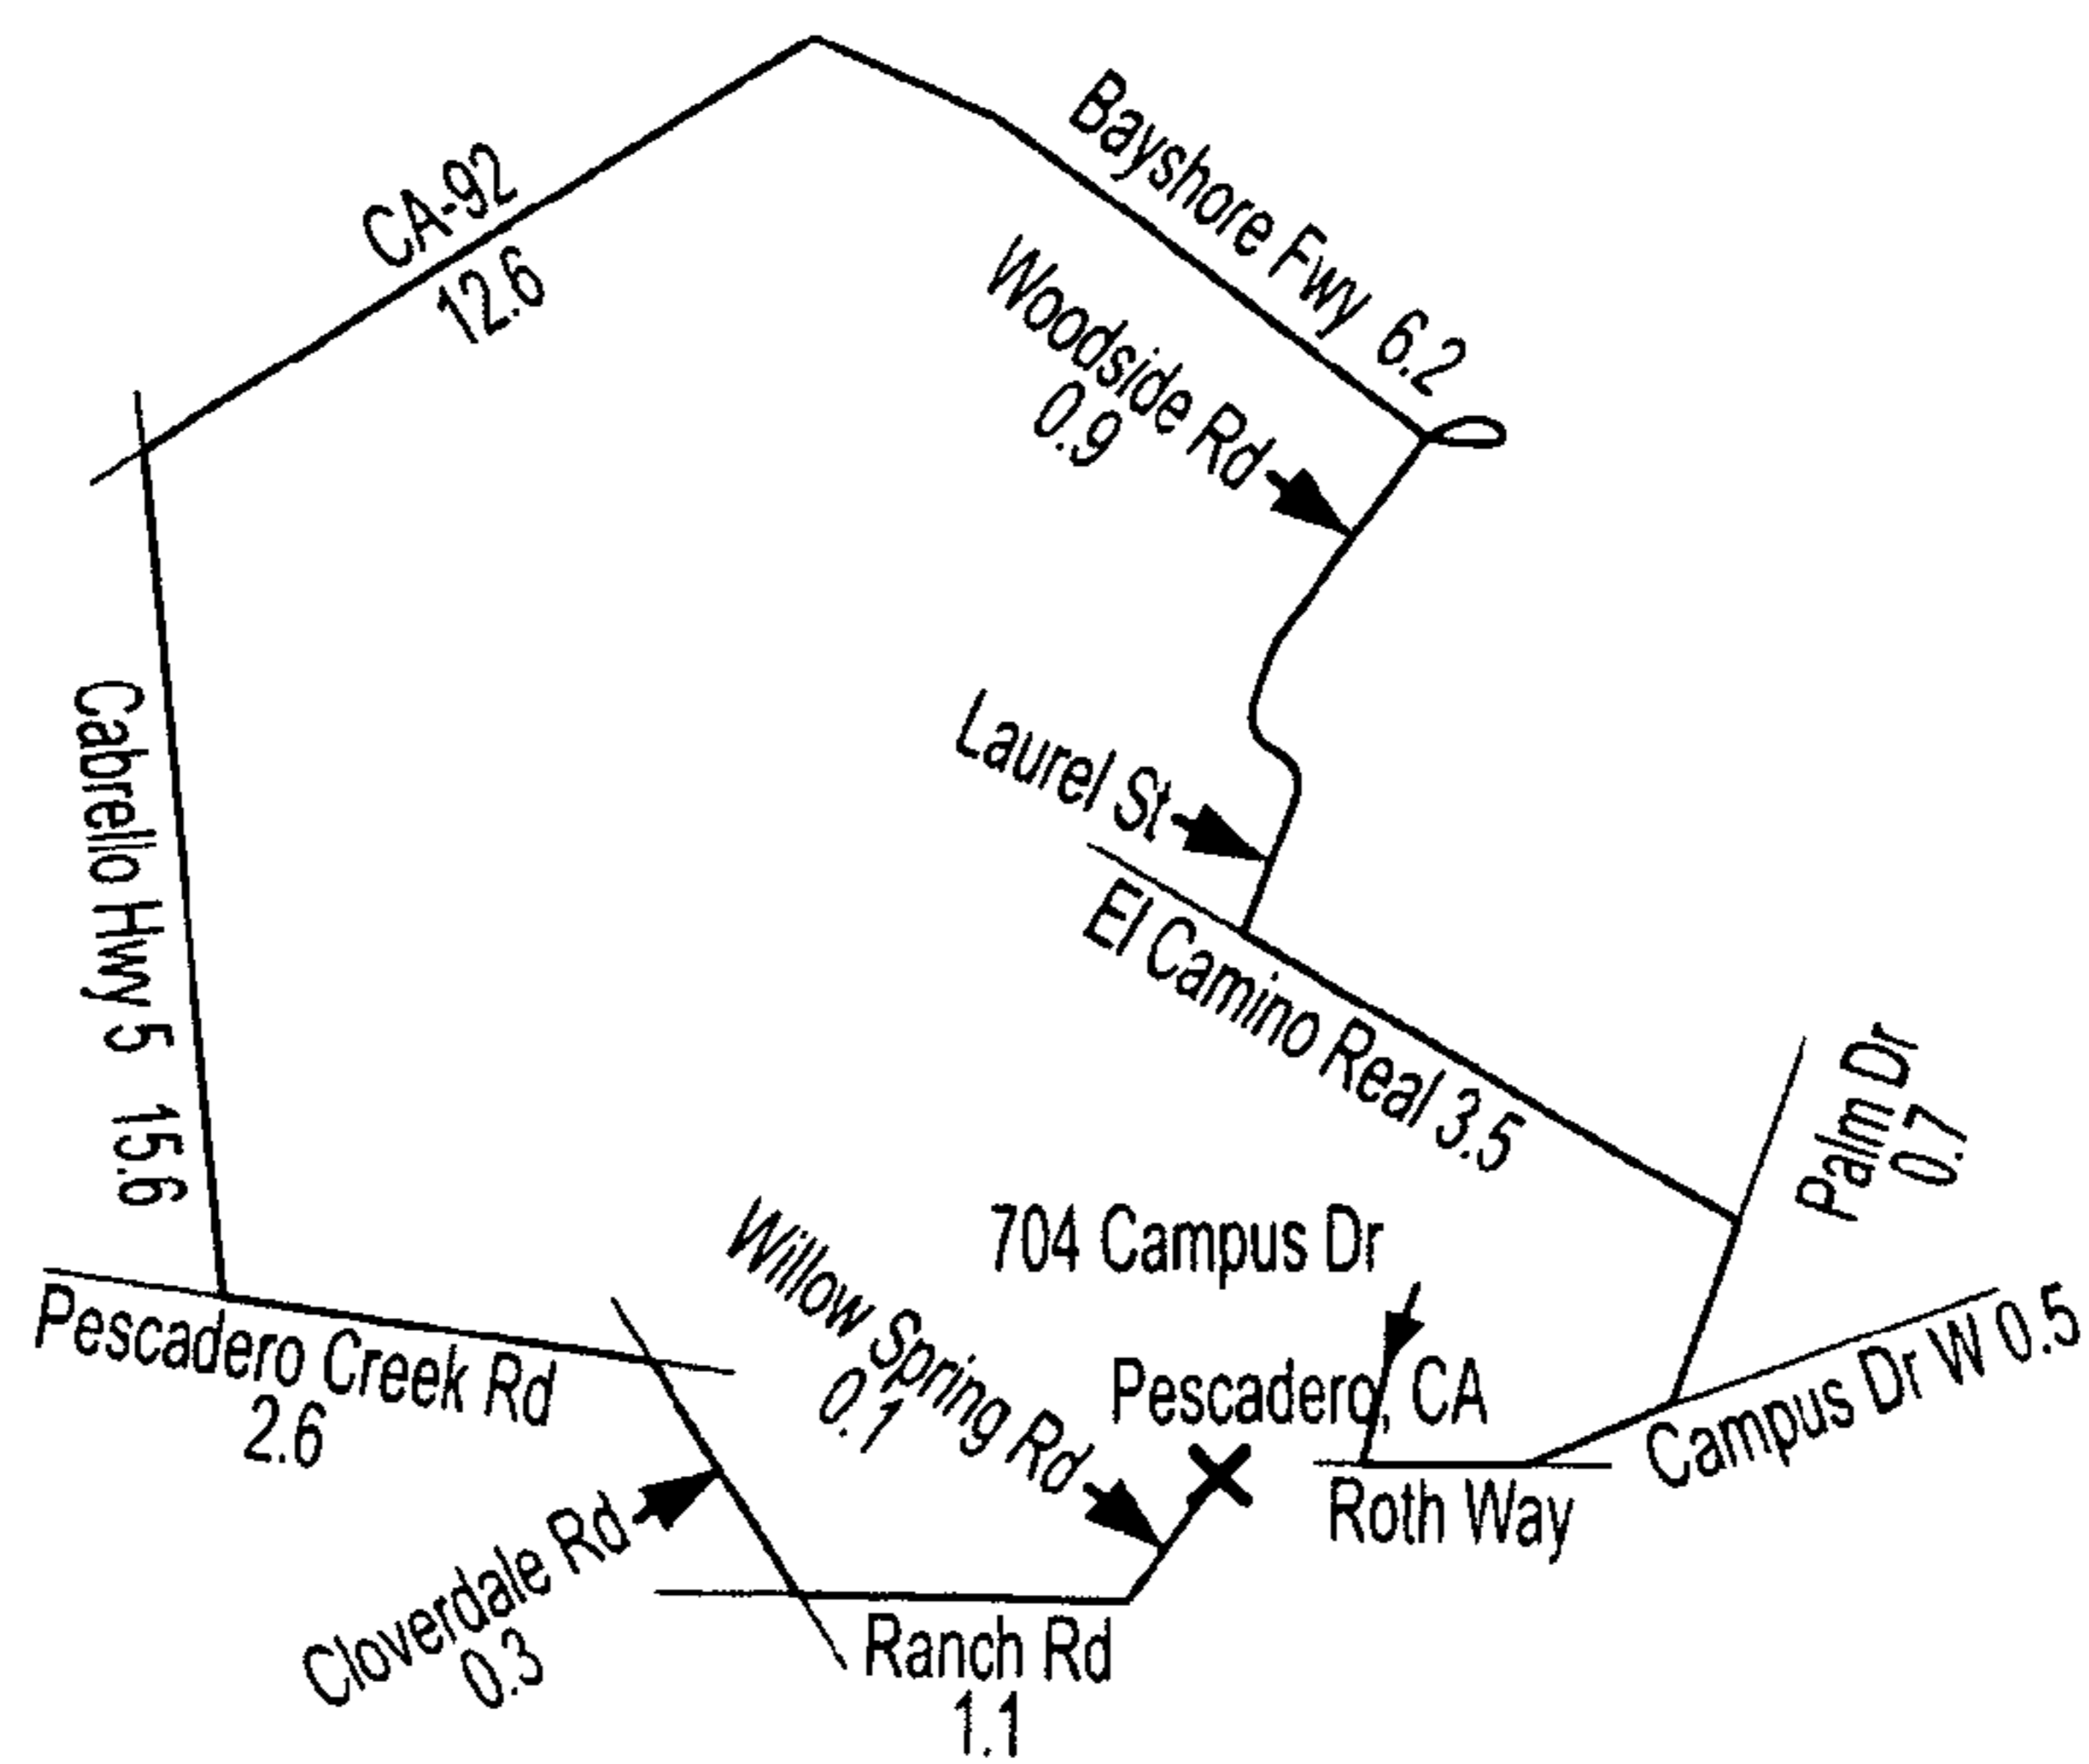 Bayshore Fwy 6.2
CA-92
12.6
Woodside Rd
0.9
Laurel St
Cabrello Hwy 5 15.6
El Camino Real 3.5
Palm Dr
0.7
704 Campus Dr
Willow Spring Rd
0.1
Pescadero Creek Rd
2.6
Pescadero, CA
Campus Dr W 0.5
Roth Way
Cloverdale Rd
0.3
Ranch Rd
1.1